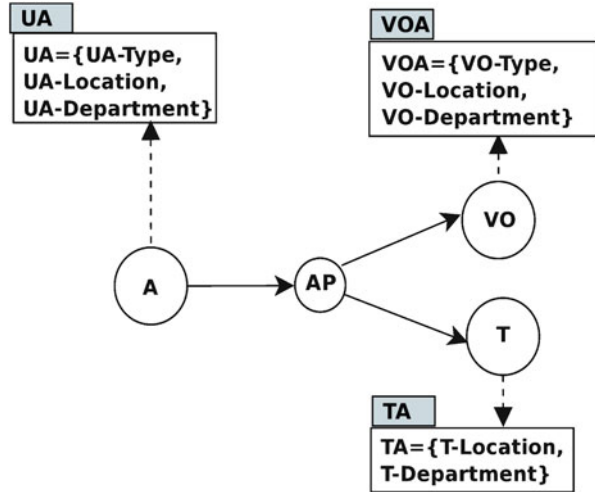 UA
UA={UA-Type,
UA-Location,
UA-Department}
VOA
VOA={VO-Type,
VO-Location,
VO-Department}
VO
A
AP
T
TA
TA={T-Location,
T-Department}